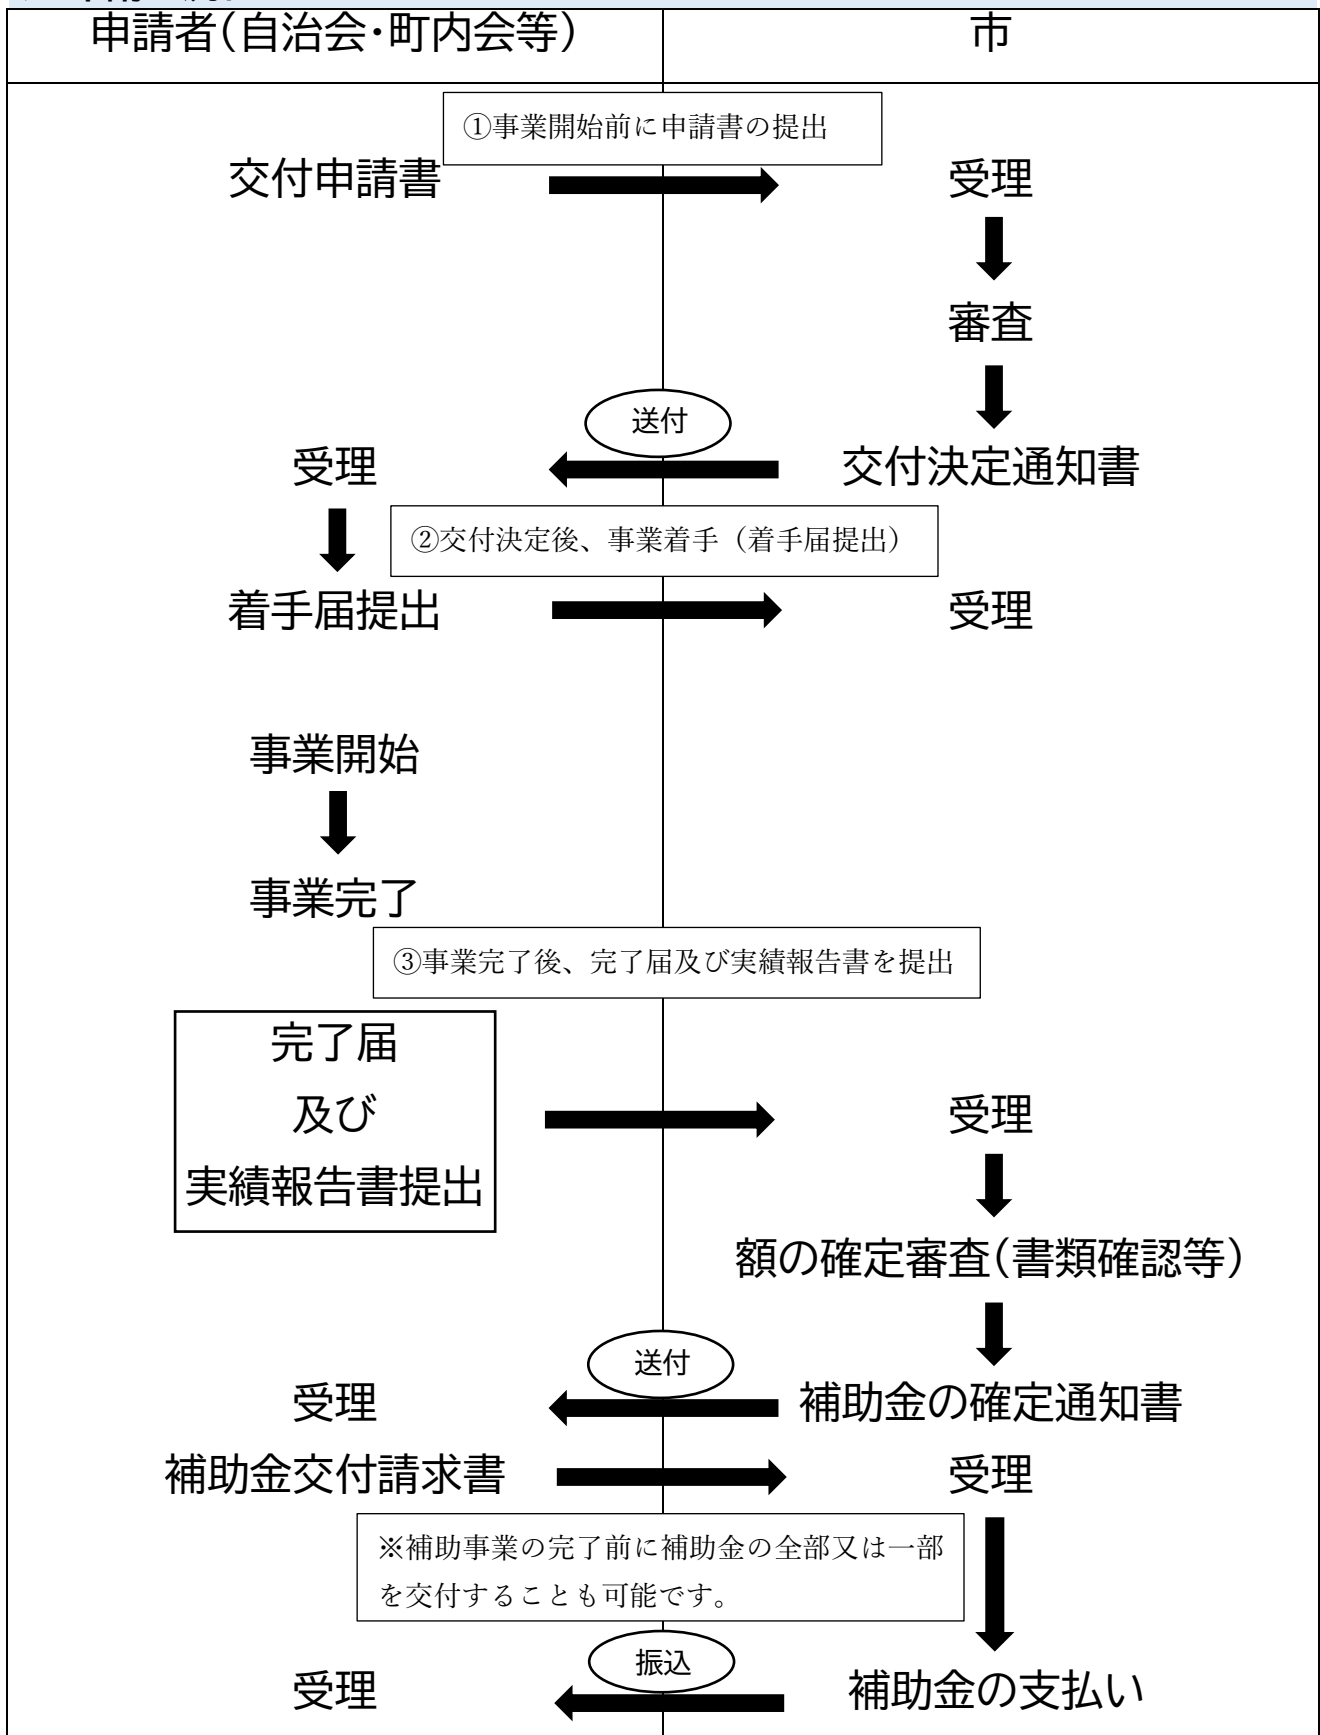 申請者(自治会・町内会等)
市
①事業開始前に申請書の提出
交付申請書
受理
審査
送付
受理
交付決定通知書
②交付決定後、事業着手（着手届提出）
着手届提出
受理
事業開始
事業完了
③事業完了後、完了届及び実績報告書を提出
完了届
及び
実績報告書提出
受理
額の確定審査(書類確認等)
送付
受理
補助金の確定通知書
補助金交付請求書
受理
※補助事業の完了前に補助金の全部又は一部
を交付することも可能です。
振込
受理
補助金の支払い